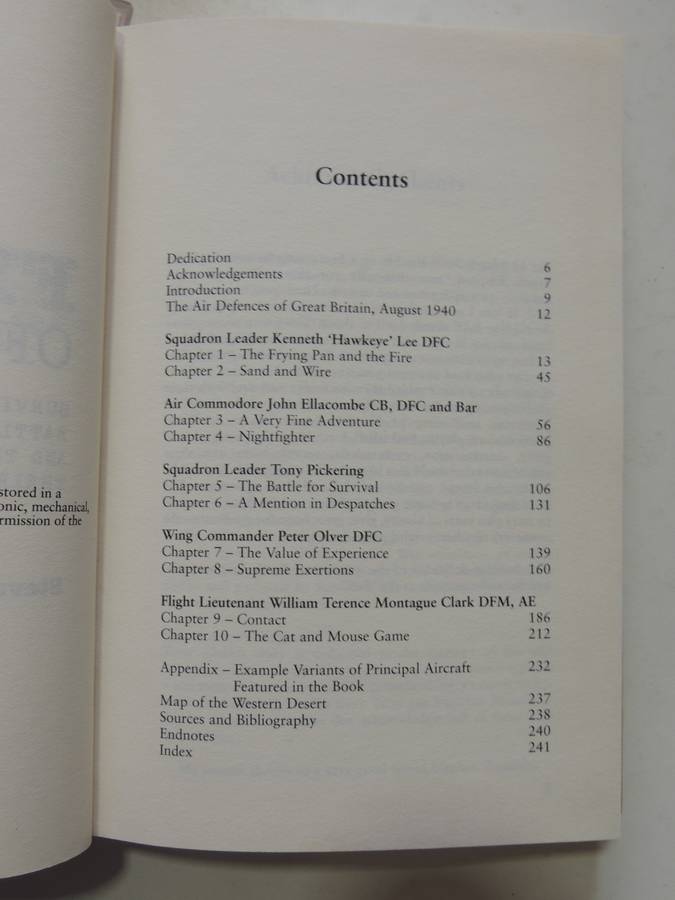 stored in a
onic, mechanical,
rmission of the
Contents
Dedication 6
Acknowledgements 7
Introduction 9
The Air Defences of Great Britain, August 1940 12
Squadron Leader Kenneth ‘Hawkeye’ Lee DFC
Chapter 1 – The Frying Pan and the Fire 13
Chapter 2 – Sand and Wire 45
Air Commodore John Ellacombe CB, DFC and Bar
Chapter 3 – A Very Fine Adventure 56
Chapter 4 – Nightfighter 86
Squadron Leader Tony Pickering
Chapter 5 – The Battle for Survival 106
Chapter 6 – A Mention in Despatches 131
Wing Commander Peter Olver DFC
Chapter 7 – The Value of Experience 139
Chapter 8 – Supreme Exertions 160
Flight Lieutenant William Terence Montague Clark DFM, AE
Chapter 9 – Contact 186
Chapter 10 – The Cat and Mouse Game 212
Appendix – Example Variants of Principal Aircraft 232
Featured in the Book
Map of the Western Desert 237
Sources and Bibliography 238
Endnotes 240
Index 241